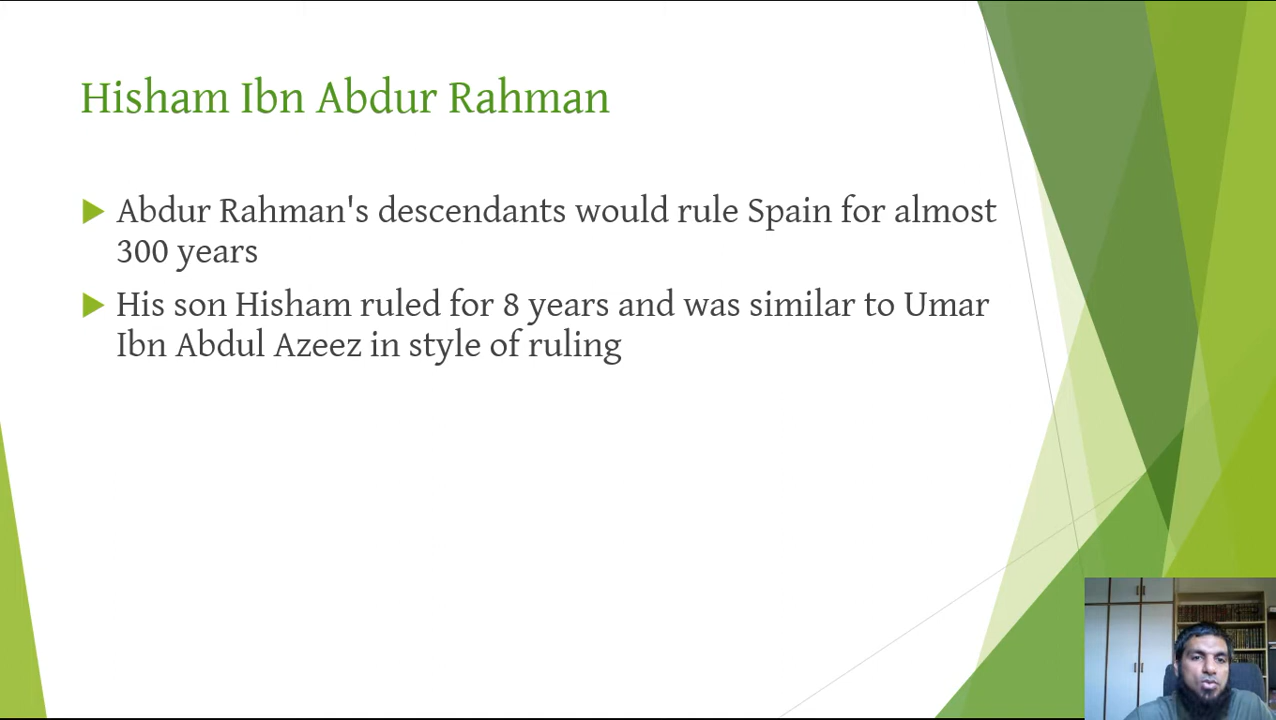 Hisham Ibn Abdur Rahman
Abdur Rahman's descendants would rule Spain for almost
300 years
His son Hisham ruled for 8 years and was similar to Umar
Ibn Abdul Azeez in style of ruling